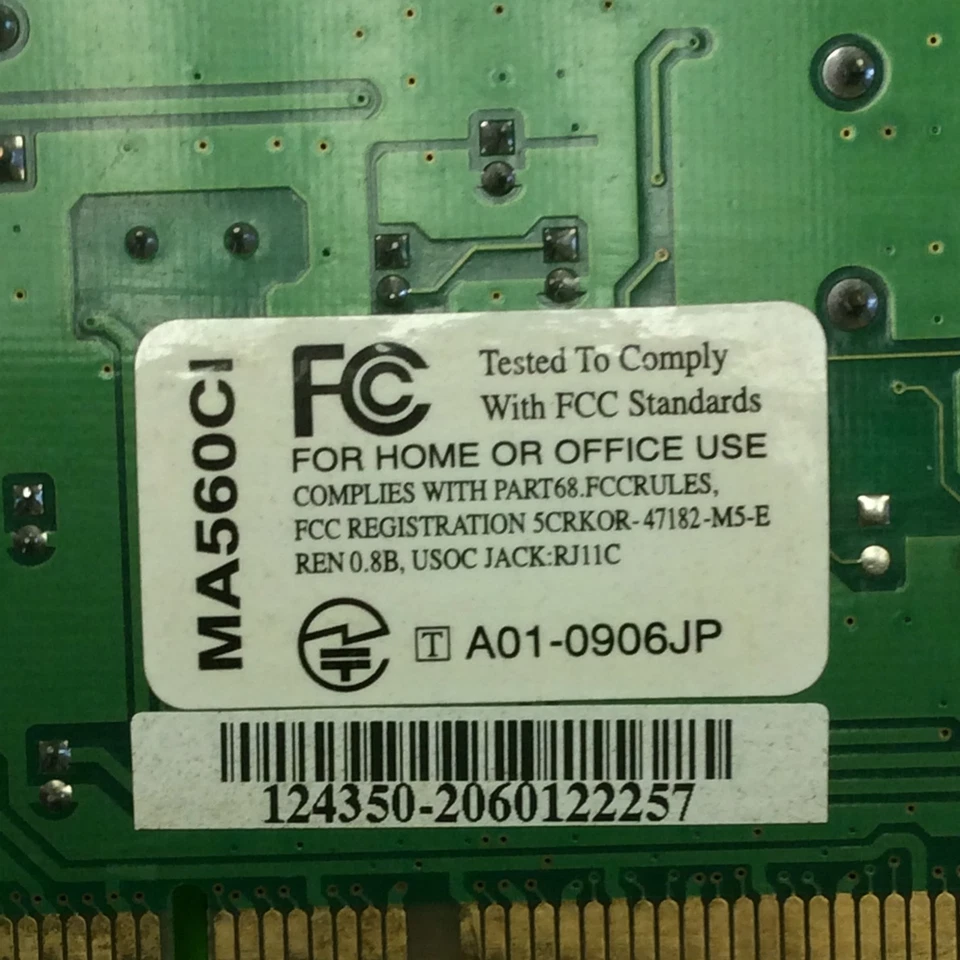 MA560CI
FC
Tested To Comply
With FCC Standards
FOR HOME OR OFFICE USE
COMPLIES WITH PART68.FCCRULES,
FCC REGISTRATION 5CRKOR-47182-M5-E
REN 0.8B, USOC JACK:RJ11C
T A01-0906JP
124350-2060122257